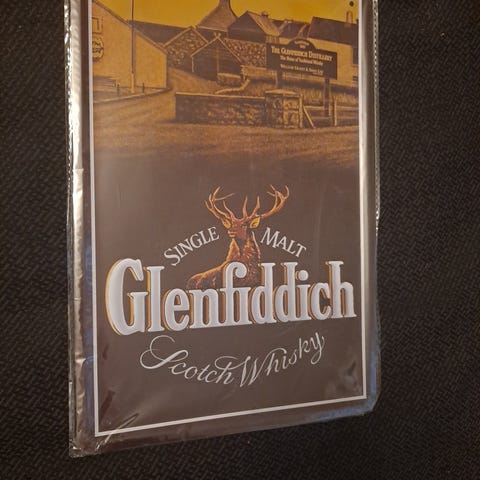 THE GLENFIDDICH DISTILLERY
SINGLE MALT
Glenfiddich
Scotch Whisky